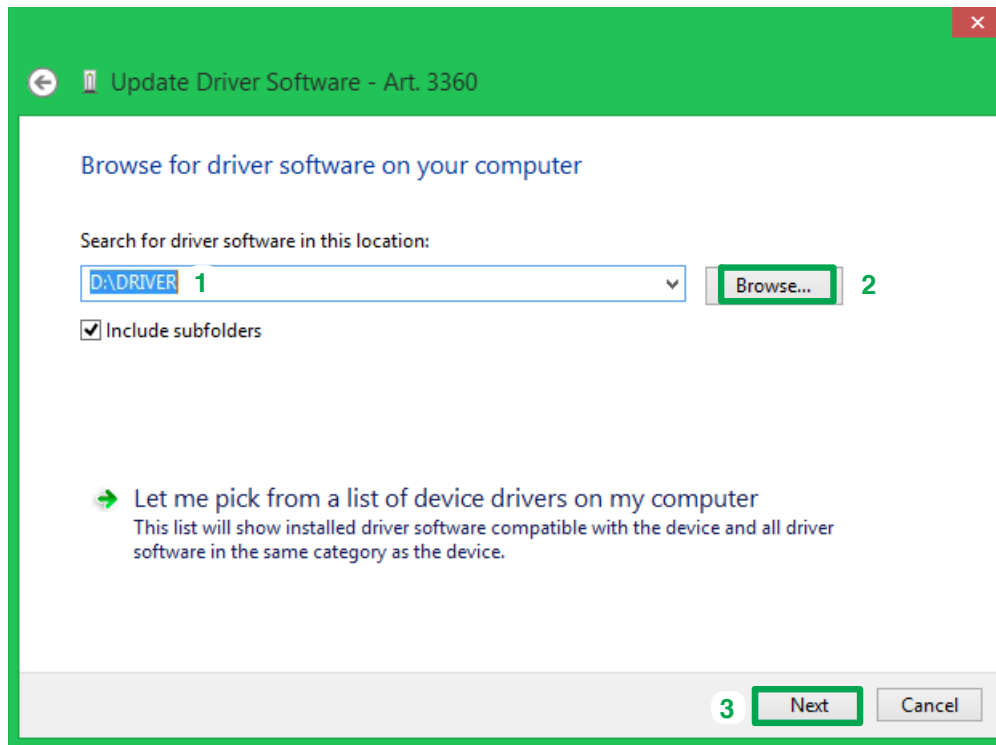 Update Driver Software - Art. 3360
Browse for driver software on your computer
Search for driver software in this location:
D:\DRIVER 1
Browse... 2
Include subfolders
Let me pick from a list of device drivers on my computer
This list will show installed driver software compatible with the device and all driver
software in the same category as the device.
3 Next Cancel